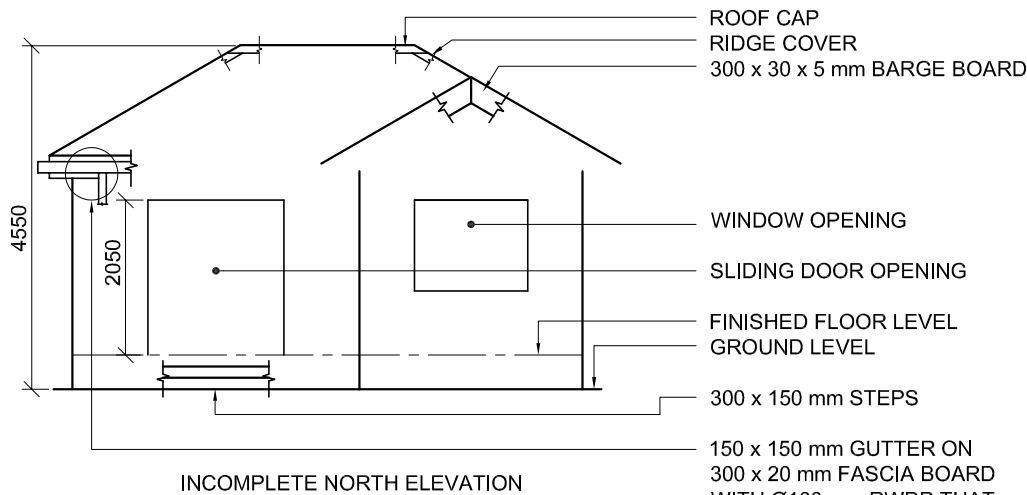 ROOF CAP
RIDGE COVER
300 x 30 x 5 mm BARGE BOARD
4550
2050
WINDOW OPENING
SLIDING DOOR OPENING
FINISHED FLOOR LEVEL
GROUND LEVEL
300 x 150 mm STEPS
150 x 150 mm GUTTER ON
300 x 20 mm FASCIA BOARD
INCOMPLETE NORTH ELEVATION